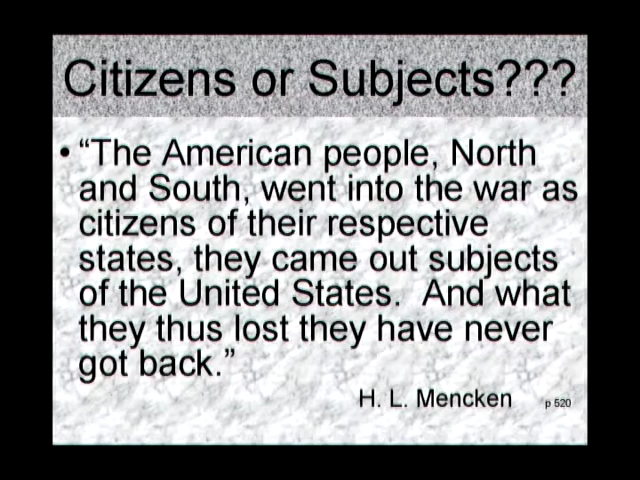 Citizens or Subjects???
• “The American people, North
and South, went into the war as
citizens of their respective
states, they came out subjects
of the United States.  And what
they thus lost they have never
got back.”
H. L. Mencken p 520